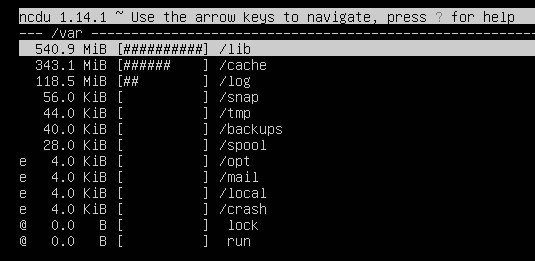 ncdu 1.14.1 ~ Use the arrow keys to navigate, press ? for help
--- /var -----------------------------------------------------
  540.9 MiB [##########] /lib
  343.1 MiB [######    ] /cache
  118.5 MiB [##        ] /log
   56.0 KiB [          ] /snap
   44.0 KiB [          ] /tmp
   40.0 KiB [          ] /backups
   28.0 KiB [          ] /spool
e   4.0 KiB [          ] /opt
e   4.0 KiB [          ] /mail
e   4.0 KiB [          ] /local
e   4.0 KiB [          ] /crash
@   0.0   B [          ]  lock
@   0.0   B [          ]  run